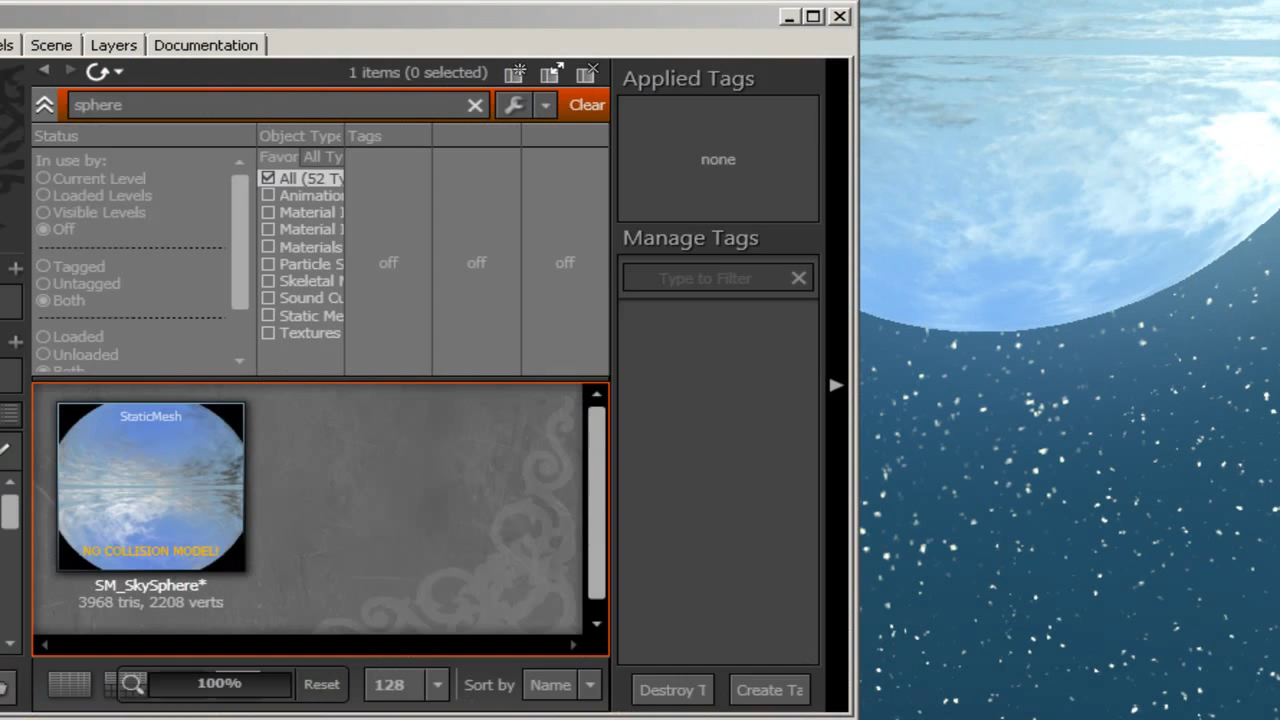 els
Scene
Layers
Documentation
1 items (0 selected)
sphere
Clear
Status
Object Type
Tags
In use by:
Current Level
Loaded Levels
Visible Levels
Off
Tagged
Untagged
Both
Loaded
Unloaded
Both
Favor
All Ty
All (52 Ty
Animation
Material I
Material I
Materials
Particle S
Skeletal M
Sound Cu
Static Me
Textures
off
off
off
StaticMesh
NO COLLISION MODEL!
SM_SkySphere*
3968 tris, 2208 verts
100%
Reset
128
Sort by
Name
Applied Tags
none
Manage Tags
Type to Filter
Destroy T
Create Ta